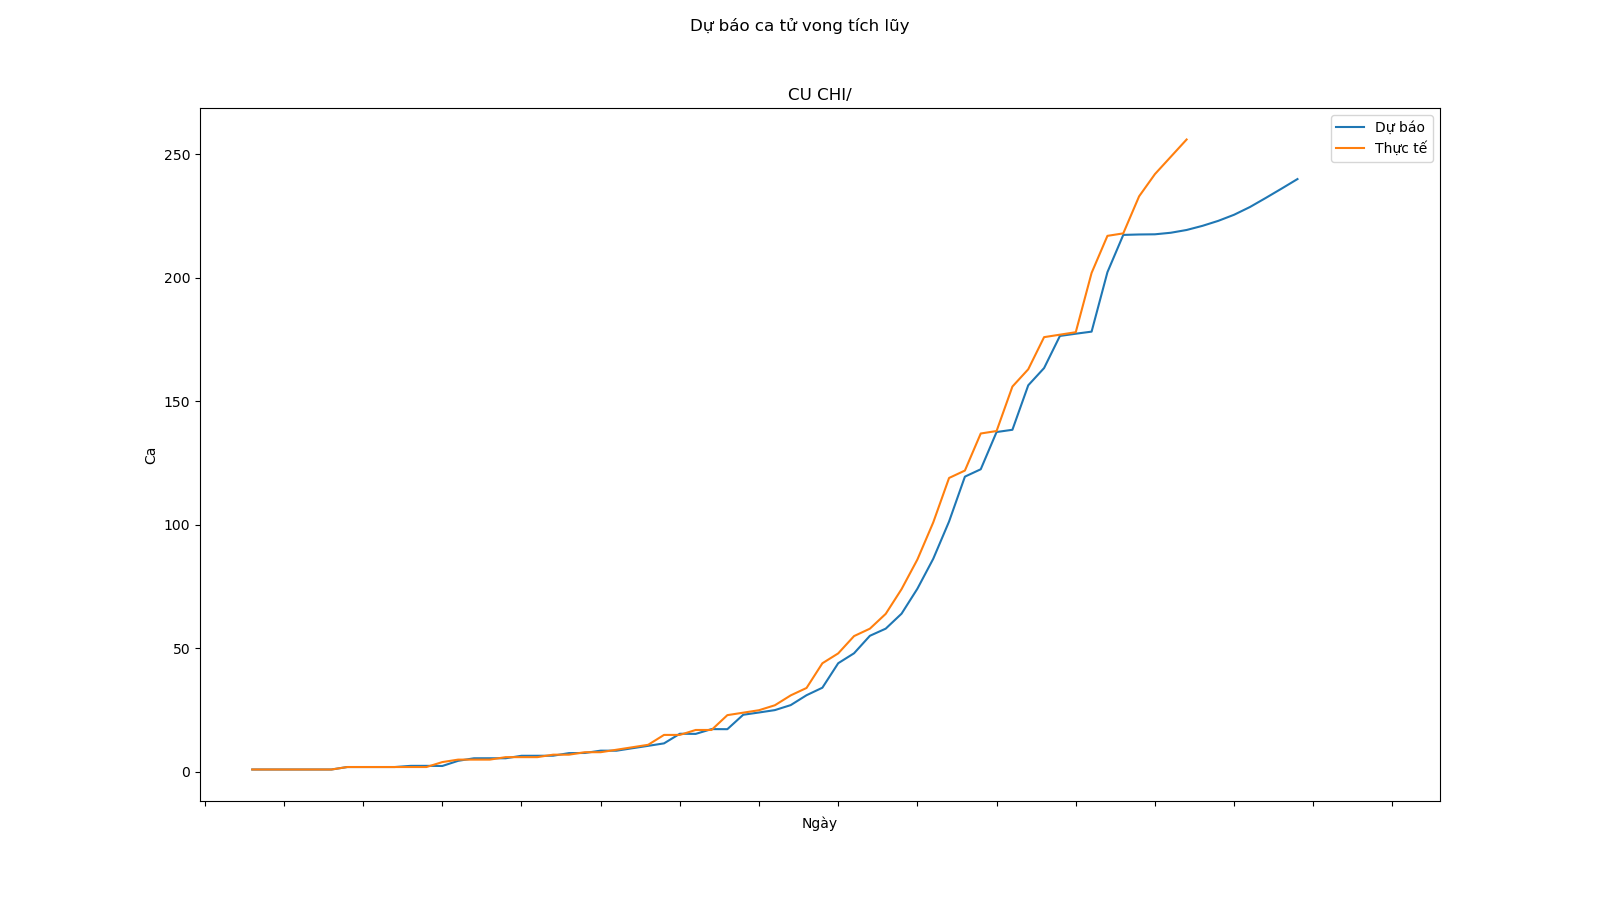 Dự báo ca tử vong tích lũy
CU CHI/
Dự báo
Thực tế
250
200
150
100
50
0
Ca
Ngày